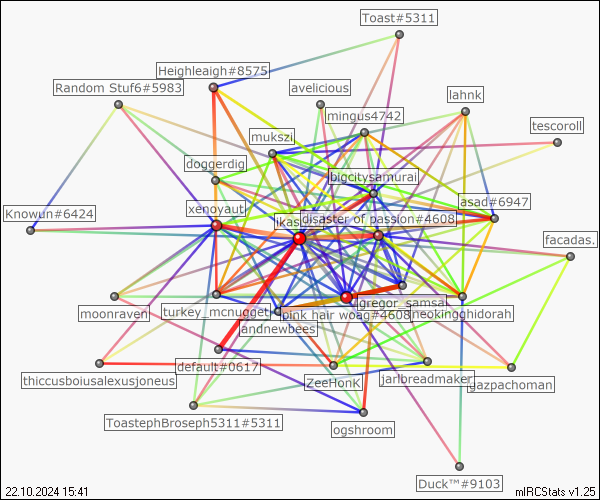 Toast#5311
Heighleaigh#8575
Random Stuf6#5983
avelicious
lahnk
mingus4742
tescoroll
mukszi
doggerdig
bigcitysamurai
asad#6947
xenoyaut
Knowun#6424
ikas
disaster of passion#4608
facadas.
gregor_samsa
moonraven
turkey_mcnugget
pink hair woag#4608
neokingghidorah
landnewbees
default#0617
thiccusboiusalexusjoneus
ZeeHonk
jarlbreadmaker
gazpachoman
ToastephBroseph5311#5311
ogshroom
Duck™#9103
22.10.2024 15:41
mIRCStats v1.25